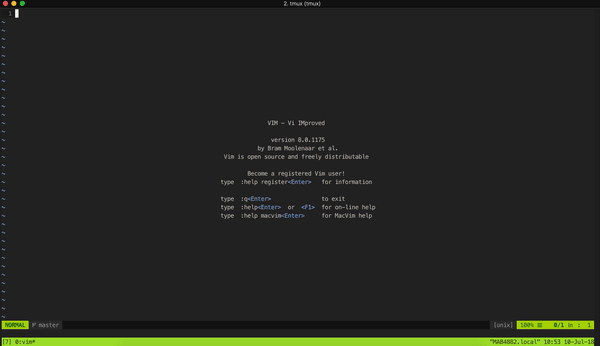 2. tmux (tmux)
1
VIM - Vi IMproved
version 8.0.1175
by Bram Moolenaar et al.
Vim is open source and freely distributable
Become a registered Vim user!
type :help register<Enter> for information
type :q<Enter> to exit
type :help<Enter> or <F1> for on-line help
type :help macvim<Enter> for MacVim help
NORMAL master [unix] 100% 0/1 ln : 1
[7] 0:vim* "MAB4882.local" 10:53 10-Jul-18